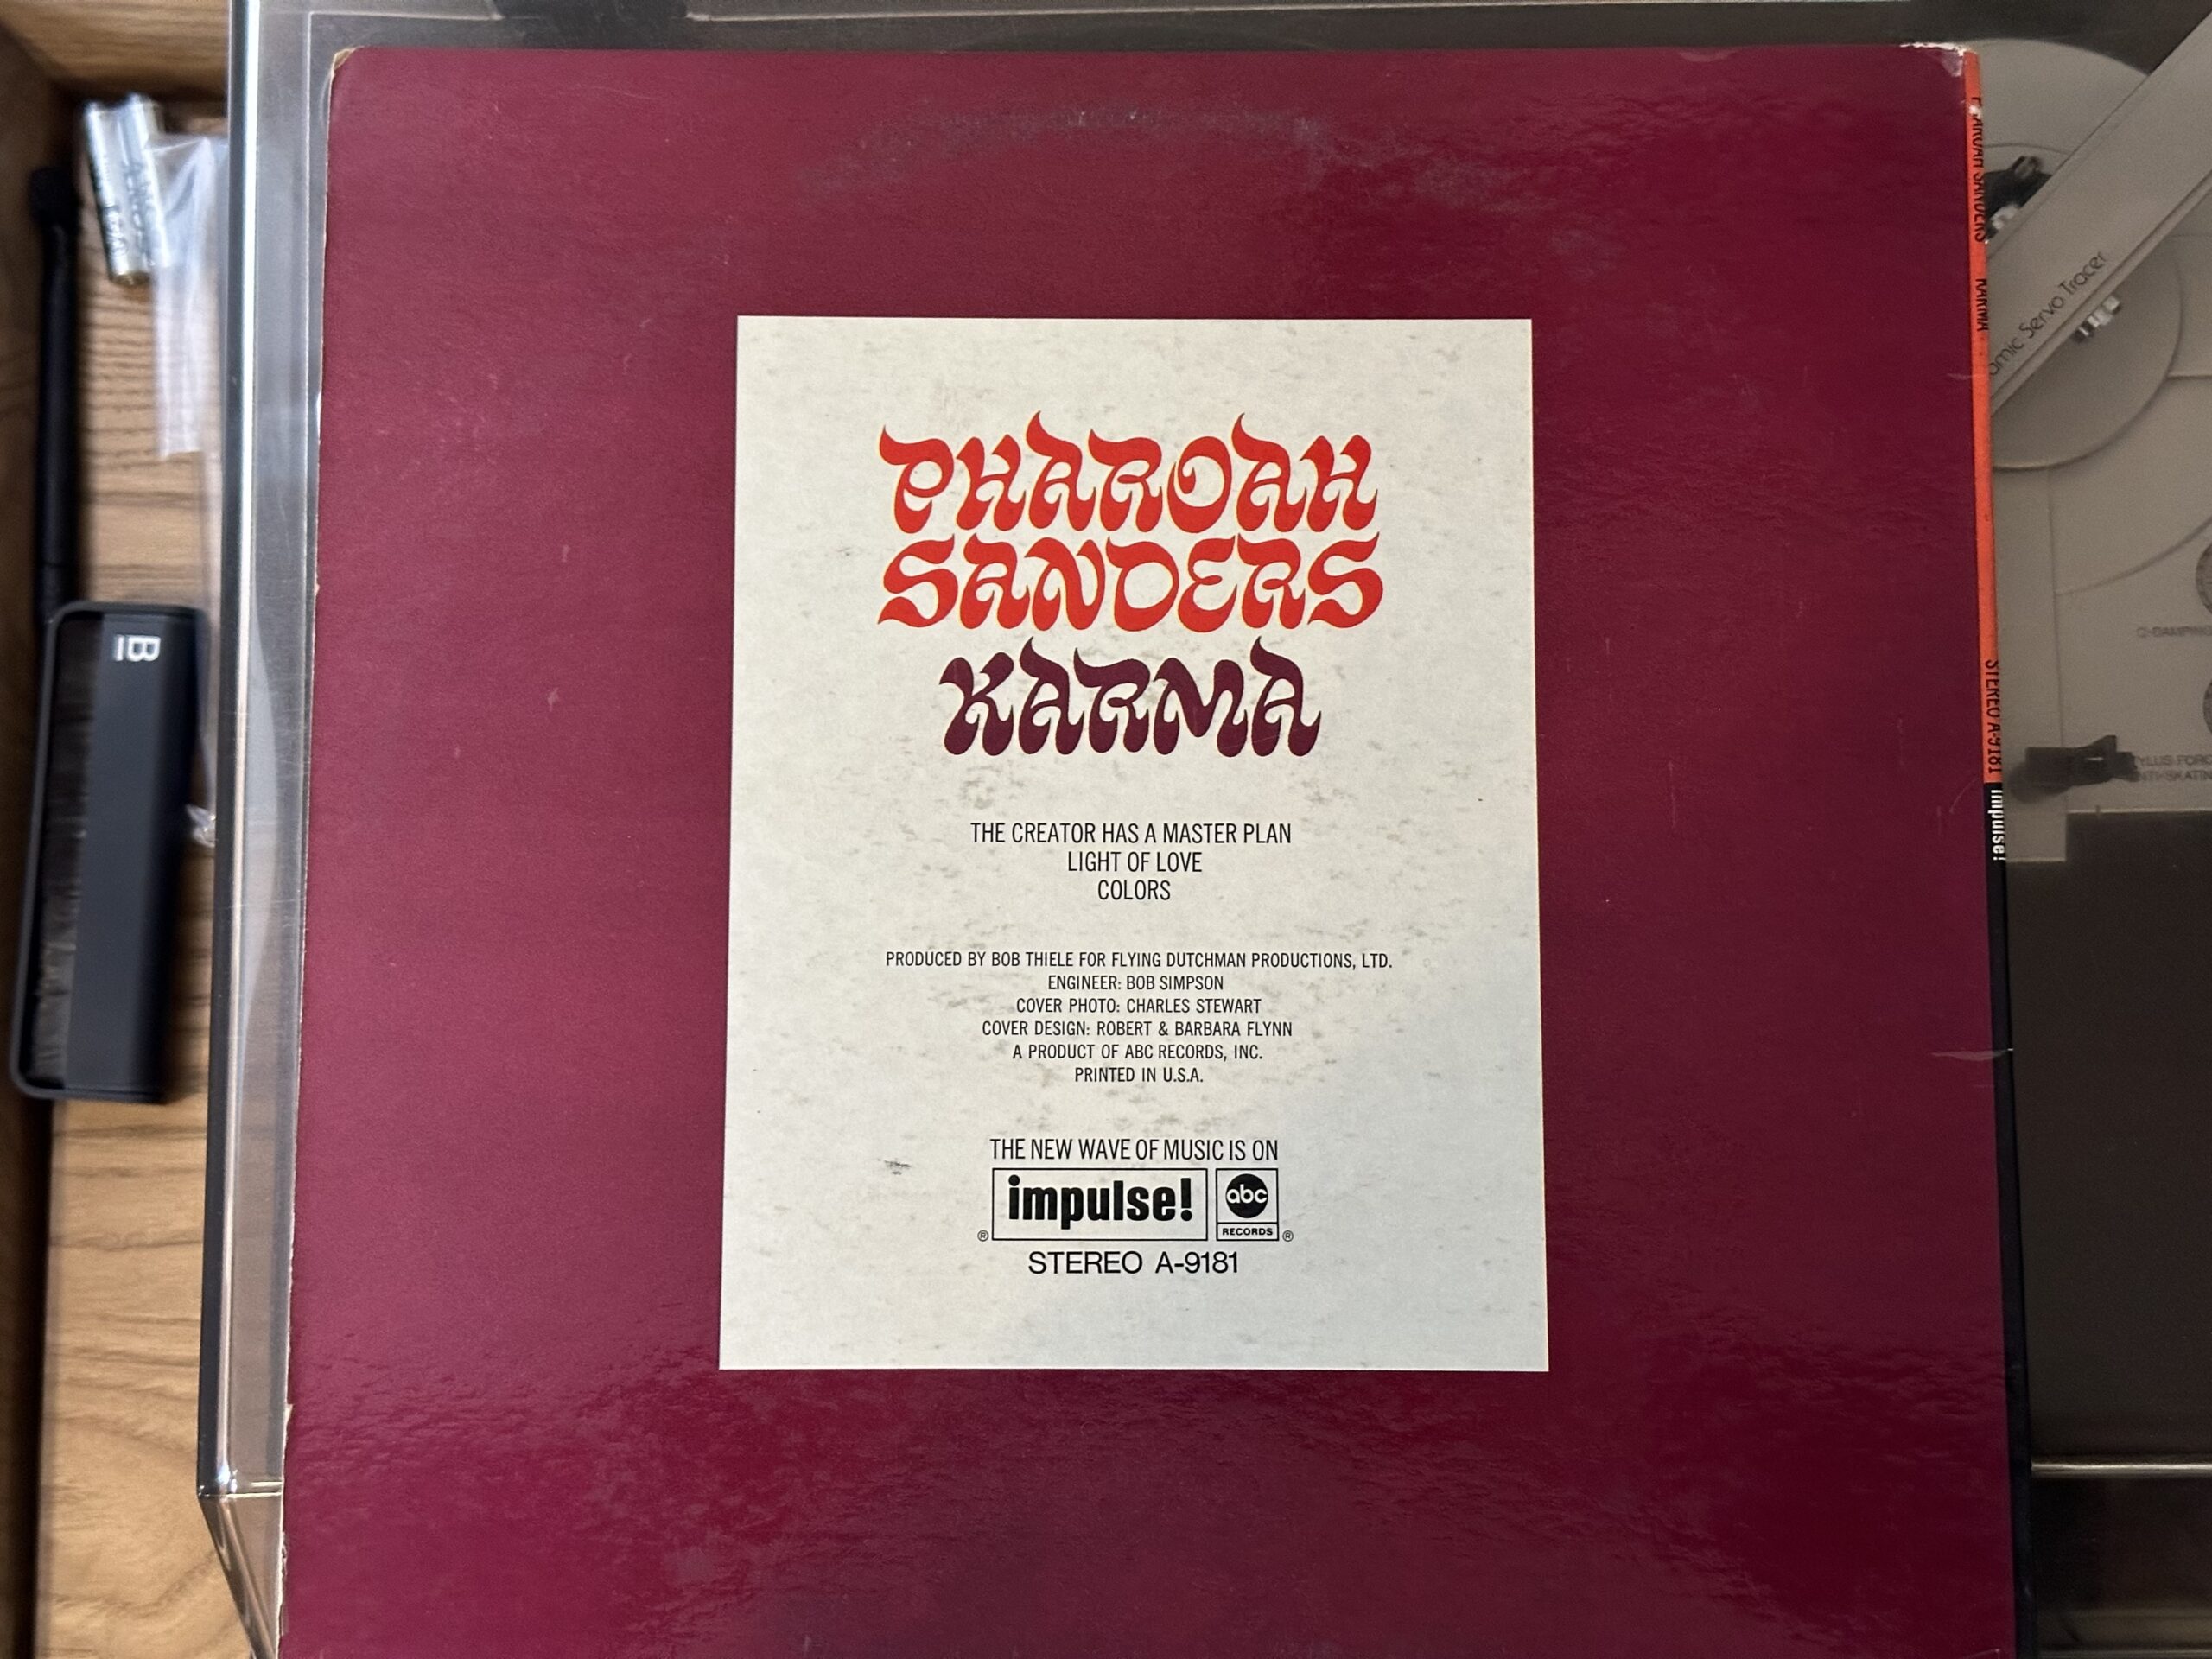 PHAROAH
SANDERS
KARMA
THE CREATOR HAS A MASTER PLAN
LIGHT OF LOVE
COLORS
PRODUCED BY BOB THIELE FOR FLYING DUTCHMAN PRODUCTIONS, LTD.
ENGINEER: BOB SIMPSON
COVER PHOTO: CHARLES STEWART
COVER DESIGN: ROBERT & BARBARA FLYNN
A PRODUCT OF ABC RECORDS, INC.
PRINTED IN U.S.A.
THE NEW WAVE OF MUSIC IS ON
impulse! abc RECORDS
® ®
STEREO A-9181
PHAROAH SANDERS KARMA STEREO A-9181 impulse!
Servo Tracer
B